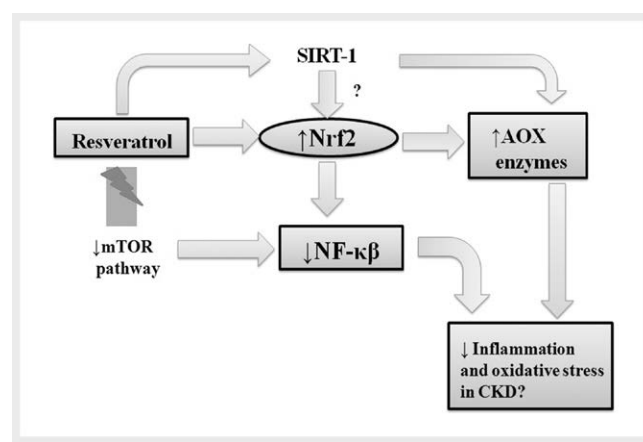 SIRT-1
?
Resveratrol
↑Nrf2
↑AOX
enzymes
↓mTOR
pathway
↓NF-κβ
↓ Inflammation
and oxidative stress
in CKD?